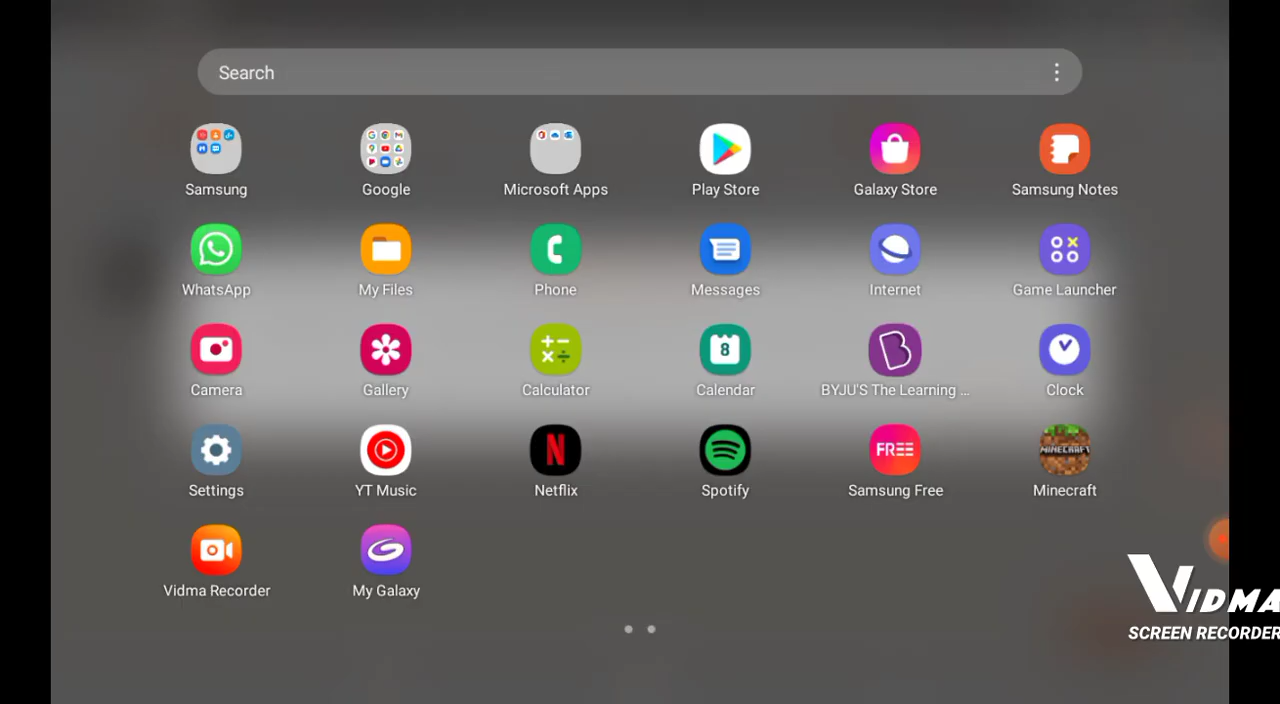 Search
Samsung
Google
Microsoft Apps
Play Store
Galaxy Store
Samsung Notes
WhatsApp
My Files
Phone
Messages
Internet
Game Launcher
Camera
Gallery
Calculator
8
Calendar
BYJU'S The Learning ...
Clock
Settings
YT Music
N
Netflix
Spotify
FREE
Samsung Free
MINECRAFT
Minecraft
Vidma Recorder
My Galaxy
VIDMA
SCREEN RECORDER